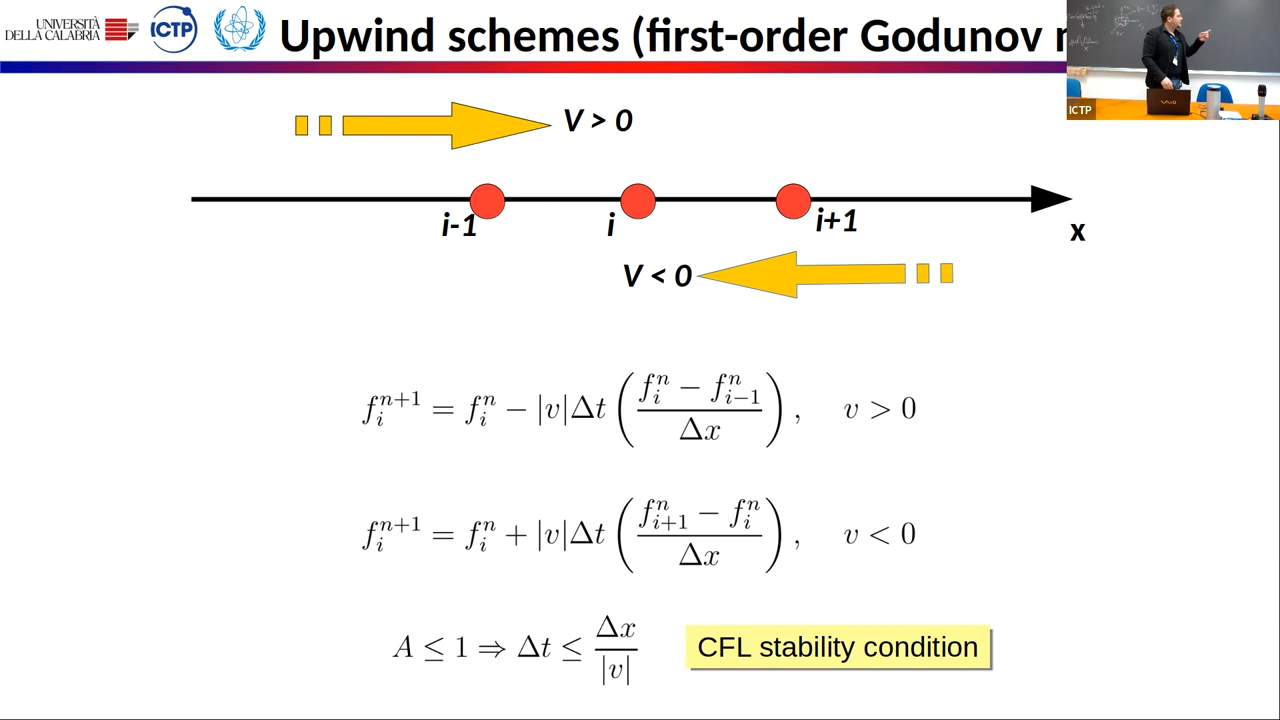 UNIVERSITÀ
DELLA CALABRIA
ICTP
Upwind schemes (first-order Godunov
ICTP
V > 0
i-1
i
i+1
x
V < 0
f_i^{n+1} = f_i^n − |v|Δt ( (f_i^n − f_{i−1}^n) / Δx ) , v > 0
f_i^{n+1} = f_i^n + |v|Δt ( (f_{i+1}^n − f_i^n) / Δx ) , v < 0
A ≤ 1 ⇒ Δt ≤ Δx / |v|
CFL stability condition